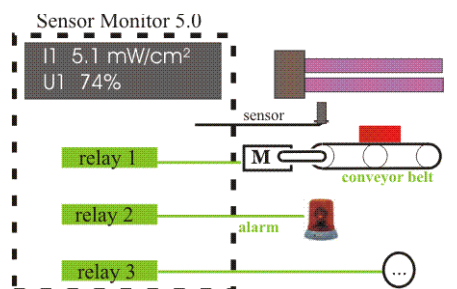 Sensor Monitor 5.0
I1 5.1 mW/cm²
U1 74%
sensor
relay 1
M
conveyor belt
relay 2
alarm
relay 3
...